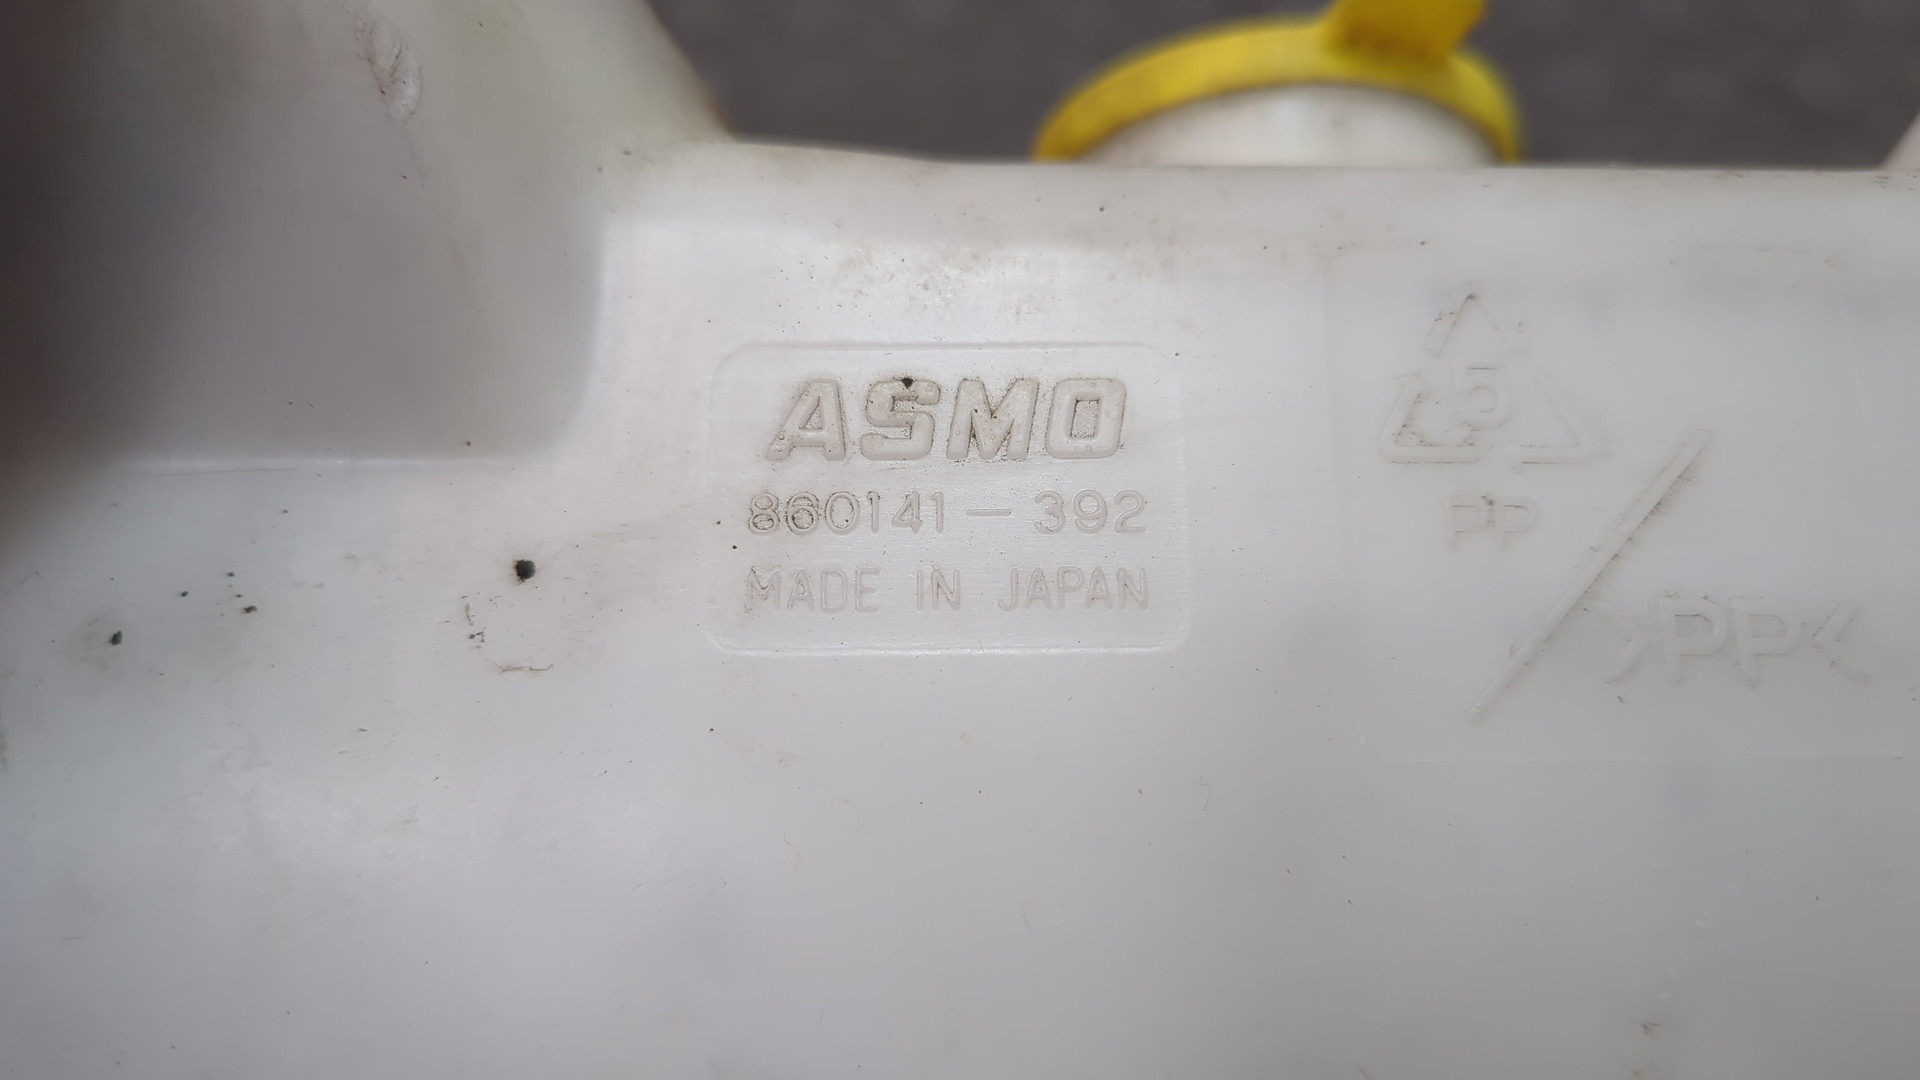 ASMO
860141-392
MADE IN JAPAN
5
PP
>PP<